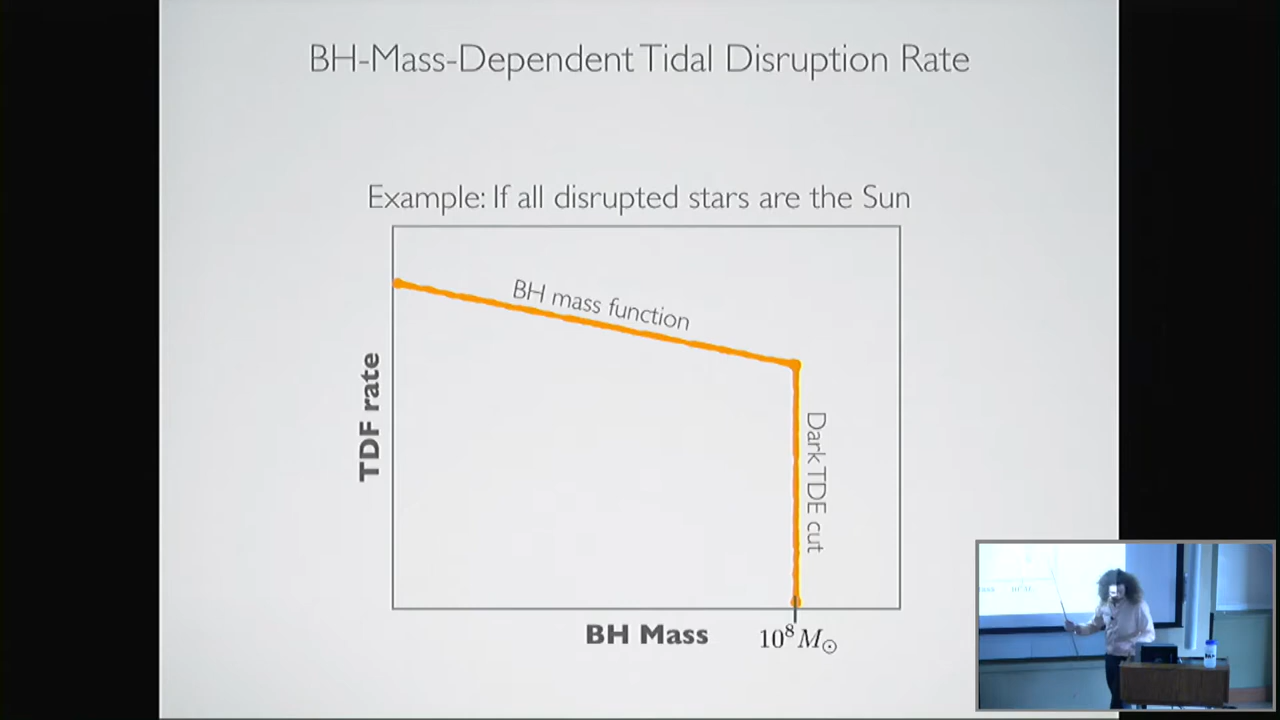 BH-Mass-Dependent Tidal Disruption Rate
Example: If all disrupted stars are the Sun
BH mass function
TDF rate
Dark TDE cut
BH Mass
10⁸ M☉